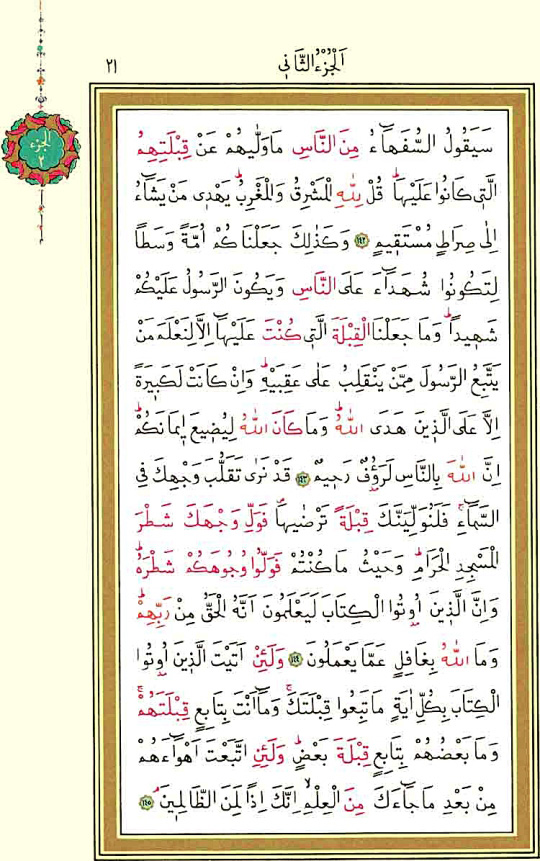 اَلْجُزْءُ الثَّانِي
٢١
الجزء
٢
سَيَقُولُ السُّفَهَٓاءُ مِنَ النَّاسِ مَا وَلّٰيهُمْ عَنْ قِبْلَتِهِمُ
الَّتِي كَانُوا عَلَيْهَاۜ قُلْ لِلّٰهِ الْمَشْرِقُ وَالْمَغْرِبُۜ يَهْدِي مَنْ يَشَٓاءُ
اِلٰى صِرَاطٍ مُسْتَقِيمٍ ﴿١٤٢﴾ وَكَذٰلِكَ جَعَلْنَاكُمْ اُمَّةً وَسَطًا
لِتَكُونُوا شُهَدَٓاءَ عَلَى النَّاسِ وَيَكُونَ الرَّسُولُ عَلَيْكُمْ
شَهِيدًاۜ وَمَا جَعَلْنَا الْقِبْلَةَ الَّتِي كُنْتَ عَلَيْهَٓا اِلَّا لِنَعْلَمَ مَنْ
يَتَّبِعُ الرَّسُولَ مِمَّنْ يَنْقَلِبُ عَلٰى عَقِبَيْهِۜ وَاِنْ كَانَتْ لَكَبِيرَةً
اِلَّا عَلَى الَّذِينَ هَدَى اللّٰهُۜ وَمَا كَانَ اللّٰهُ لِيُضِيعَ اِيمَانَكُمْۜ
اِنَّ اللّٰهَ بِالنَّاسِ لَرَؤُفٌ رَحِيمٌ ﴿١٤٣﴾ قَدْ نَرٰى تَقَلُّبَ وَجْهِكَ فِي
السَّمَٓاءِۚ فَلَنُوَلِّيَنَّكَ قِبْلَةً تَرْضٰيهَاۖ فَوَلِّ وَجْهَكَ شَطْرَ
الْمَسْجِدِ الْحَرَامِۜ وَحَيْثُ مَا كُنْتُمْ فَوَلُّوا وُجُوهَكُمْ شَطْرَهُۜ
وَاِنَّ الَّذِينَ اُو۫تُوا الْكِتَابَ لَيَعْلَمُونَ اَنَّهُ الْحَقُّ مِنْ رَبِّهِمْۜ
وَمَا اللّٰهُ بِغَافِلٍ عَمَّا يَعْمَلُونَ ﴿١٤٤﴾ وَلَئِنْ اَتَيْتَ الَّذِينَ اُو۫تُوا
الْكِتَابَ بِكُلِّ اٰيَةٍ مَا تَبِعُوا قِبْلَتَكَۚ وَمَٓا اَنْتَ بِتَابِعٍ قِبْلَتَهُمْۚ
وَمَا بَعْضُهُمْ بِتَابِعٍ قِبْلَةَ بَعْضٍۜ وَلَئِنِ اتَّبَعْتَ اَهْوَٓاءَهُمْ
مِنْ بَعْدِ مَا جَٓاءَكَ مِنَ الْعِلْمِۙ اِنَّكَ اِذًا لَمِنَ الظَّالِمِينَۢ ﴿١٤٥﴾